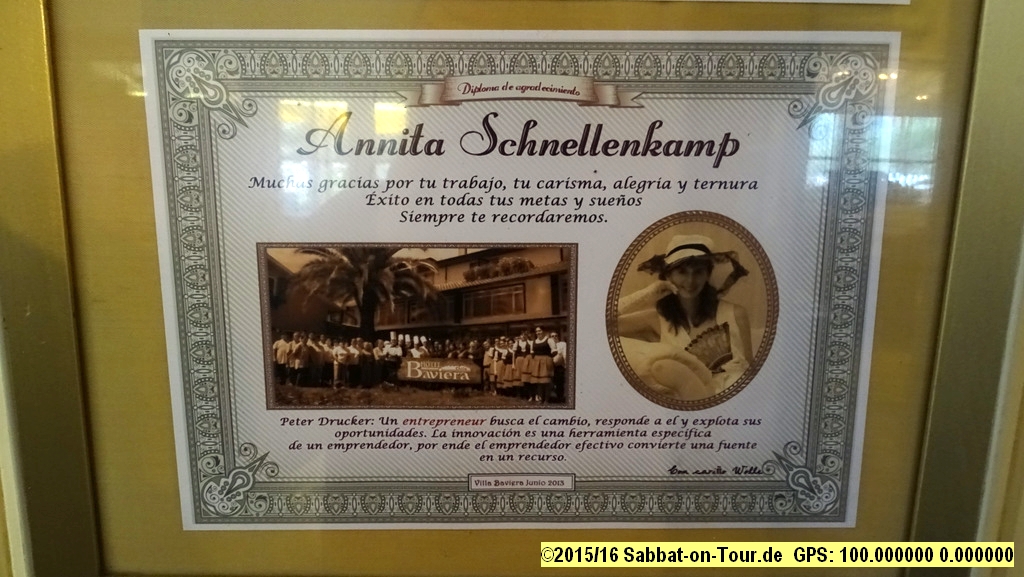 Diploma de agradecimiento
Annita Schnellenkamp
Muchas gracias por tu trabajo, tu carisma, alegria y ternura
Éxito en todas tus metas y sueños
Siempre te recordaremos.
Baviera
Peter Drucker: Un entrepreneur busca el cambio, responde a el y explota sus
oportunidades. La innovación es una herramienta especifica
de un emprendedor, por ende el emprendedor efectivo convierte una fuente
en un recurso.
Con cariño
Villa Baviera Junio 2013
©2015/16 Sabbat-on-Tour.de GPS: 100.000000 0.000000